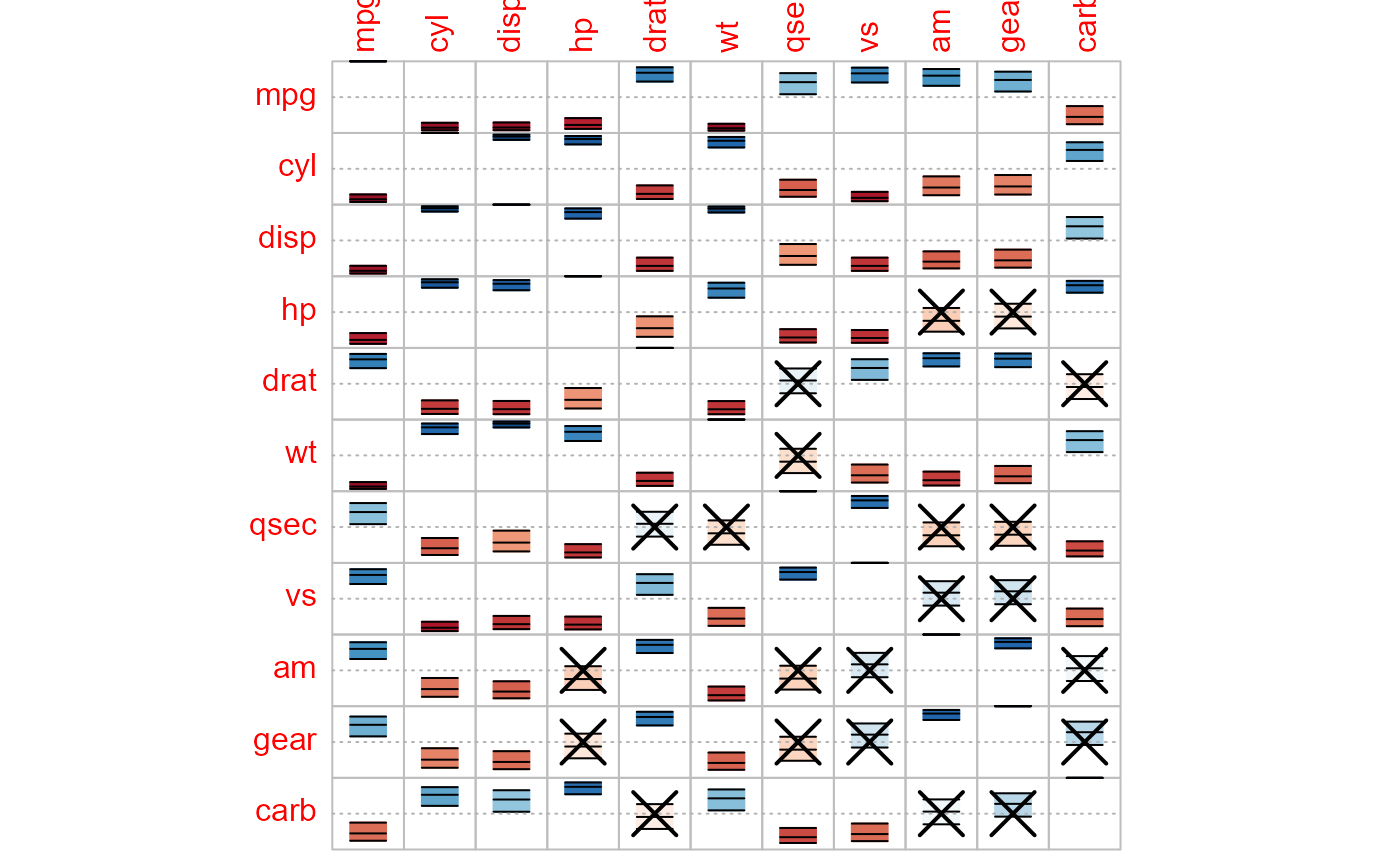 mpg cyl disp hp drat wt qsec vs am gear carb
mpg
cyl
disp
hp
drat
wt
qsec
vs
am
gear
carb